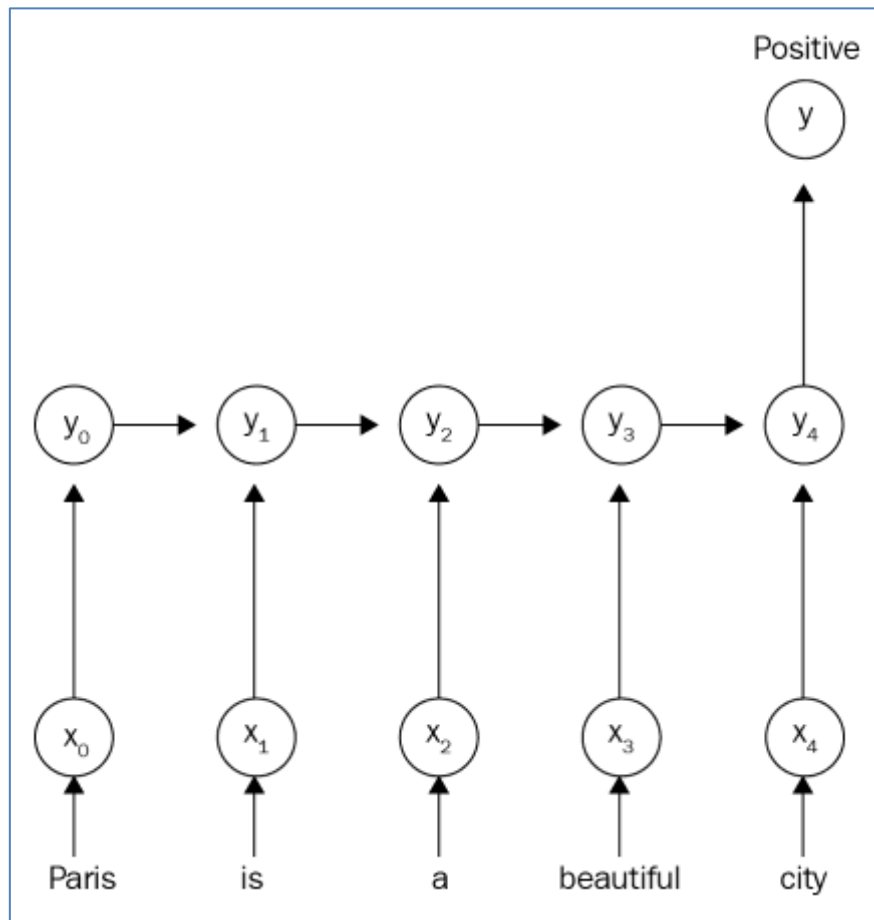 Positive
y
y₀ y₁ y₂ y₃ y₄
x₀ x₁ x₂ x₃ x₄
Paris is a beautiful city